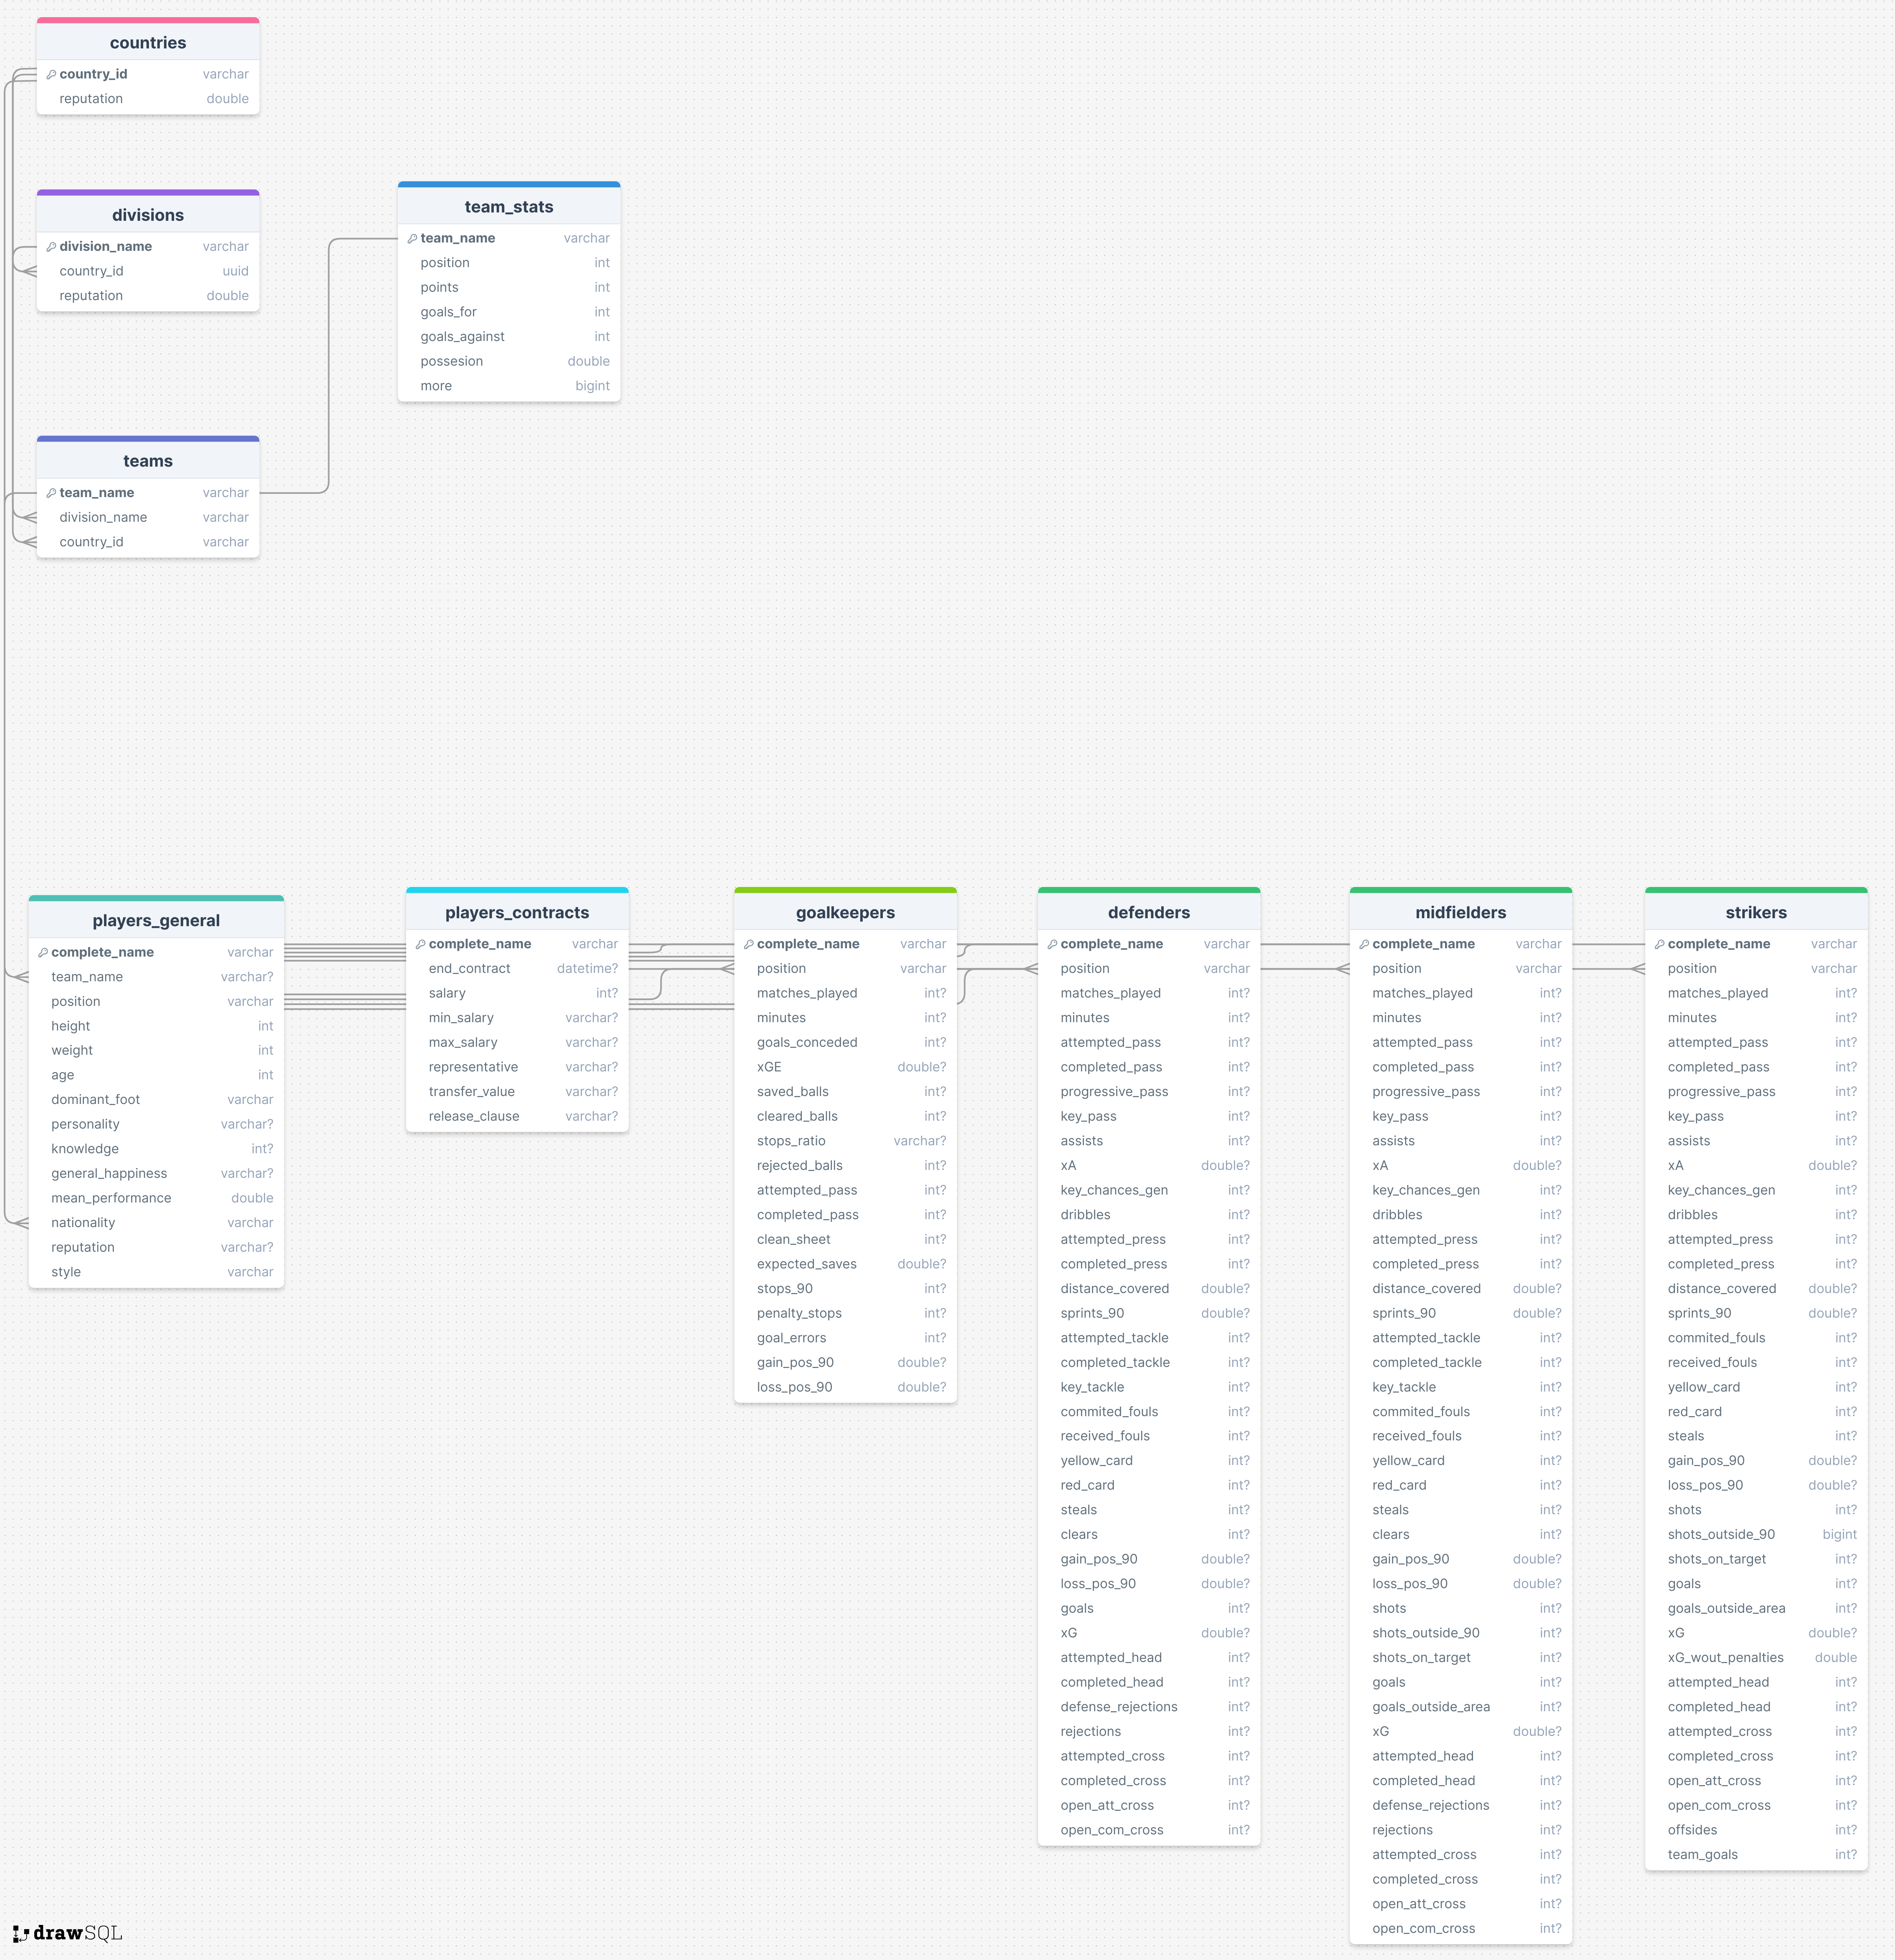 countries
country_id varchar
reputation double
divisions
division_name varchar
country_id uuid
reputation double
team_stats
team_name varchar
position int
points int
goals_for int
goals_against int
possesion double
more bigint
teams
team_name varchar
division_name varchar
country_id varchar
players_general
complete_name varchar
team_name varchar?
position varchar
height int
weight int
age int
dominant_foot varchar
personality varchar?
knowledge int?
general_happiness varchar?
mean_performance double
nationality varchar
reputation varchar?
style varchar
players_contracts
complete_name varchar
end_contract datetime?
salary int?
min_salary varchar?
max_salary varchar?
representative varchar?
transfer_value varchar?
release_clause varchar?
goalkeepers
complete_name varchar
position varchar
matches_played int?
minutes int?
goals_conceded int?
xGE double?
saved_balls int?
cleared_balls int?
stops_ratio varchar?
rejected_balls int?
attempted_pass int?
completed_pass int?
clean_sheet int?
expected_saves double?
stops_90 int?
penalty_stops int?
goal_errors int?
gain_pos_90 double?
loss_pos_90 double?
defenders
complete_name varchar
position varchar
matches_played int?
minutes int?
attempted_pass int?
completed_pass int?
progressive_pass int?
key_pass int?
assists int?
xA double?
key_chances_gen int?
dribbles int?
attempted_press int?
completed_press int?
distance_covered double?
sprints_90 double?
attempted_tackle int?
completed_tackle int?
key_tackle int?
commited_fouls int?
received_fouls int?
yellow_card int?
red_card int?
steals int?
clears int?
gain_pos_90 double?
loss_pos_90 double?
goals int?
xG double?
attempted_head int?
completed_head int?
defense_rejections int?
rejections int?
attempted_cross int?
completed_cross int?
open_att_cross int?
open_com_cross int?
midfielders
complete_name varchar
position varchar
matches_played int?
minutes int?
attempted_pass int?
completed_pass int?
progressive_pass int?
key_pass int?
assists int?
xA double?
key_chances_gen int?
dribbles int?
attempted_press int?
completed_press int?
distance_covered double?
sprints_90 double?
attempted_tackle int?
completed_tackle int?
key_tackle int?
commited_fouls int?
received_fouls int?
yellow_card int?
red_card int?
steals int?
clears int?
gain_pos_90 double?
loss_pos_90 double?
shots int?
shots_outside_90 int?
shots_on_target int?
goals int?
goals_outside_area int?
xG double?
attempted_head int?
completed_head int?
defense_rejections int?
rejections int?
attempted_cross int?
completed_cross int?
open_att_cross int?
open_com_cross int?
strikers
complete_name varchar
position varchar
matches_played int?
minutes int?
attempted_pass int?
completed_pass int?
progressive_pass int?
key_pass int?
assists int?
xA double?
key_chances_gen int?
dribbles int?
attempted_press int?
completed_press int?
distance_covered double?
sprints_90 double?
commited_fouls int?
received_fouls int?
yellow_card int?
red_card int?
steals int?
gain_pos_90 double?
loss_pos_90 double?
shots int?
shots_outside_90 bigint
shots_on_target int?
goals int?
goals_outside_area int?
xG double?
xG_wout_penalties double
attempted_head int?
completed_head int?
attempted_cross int?
completed_cross int?
open_att_cross int?
open_com_cross int?
offsides int?
team_goals int?
drawSQL